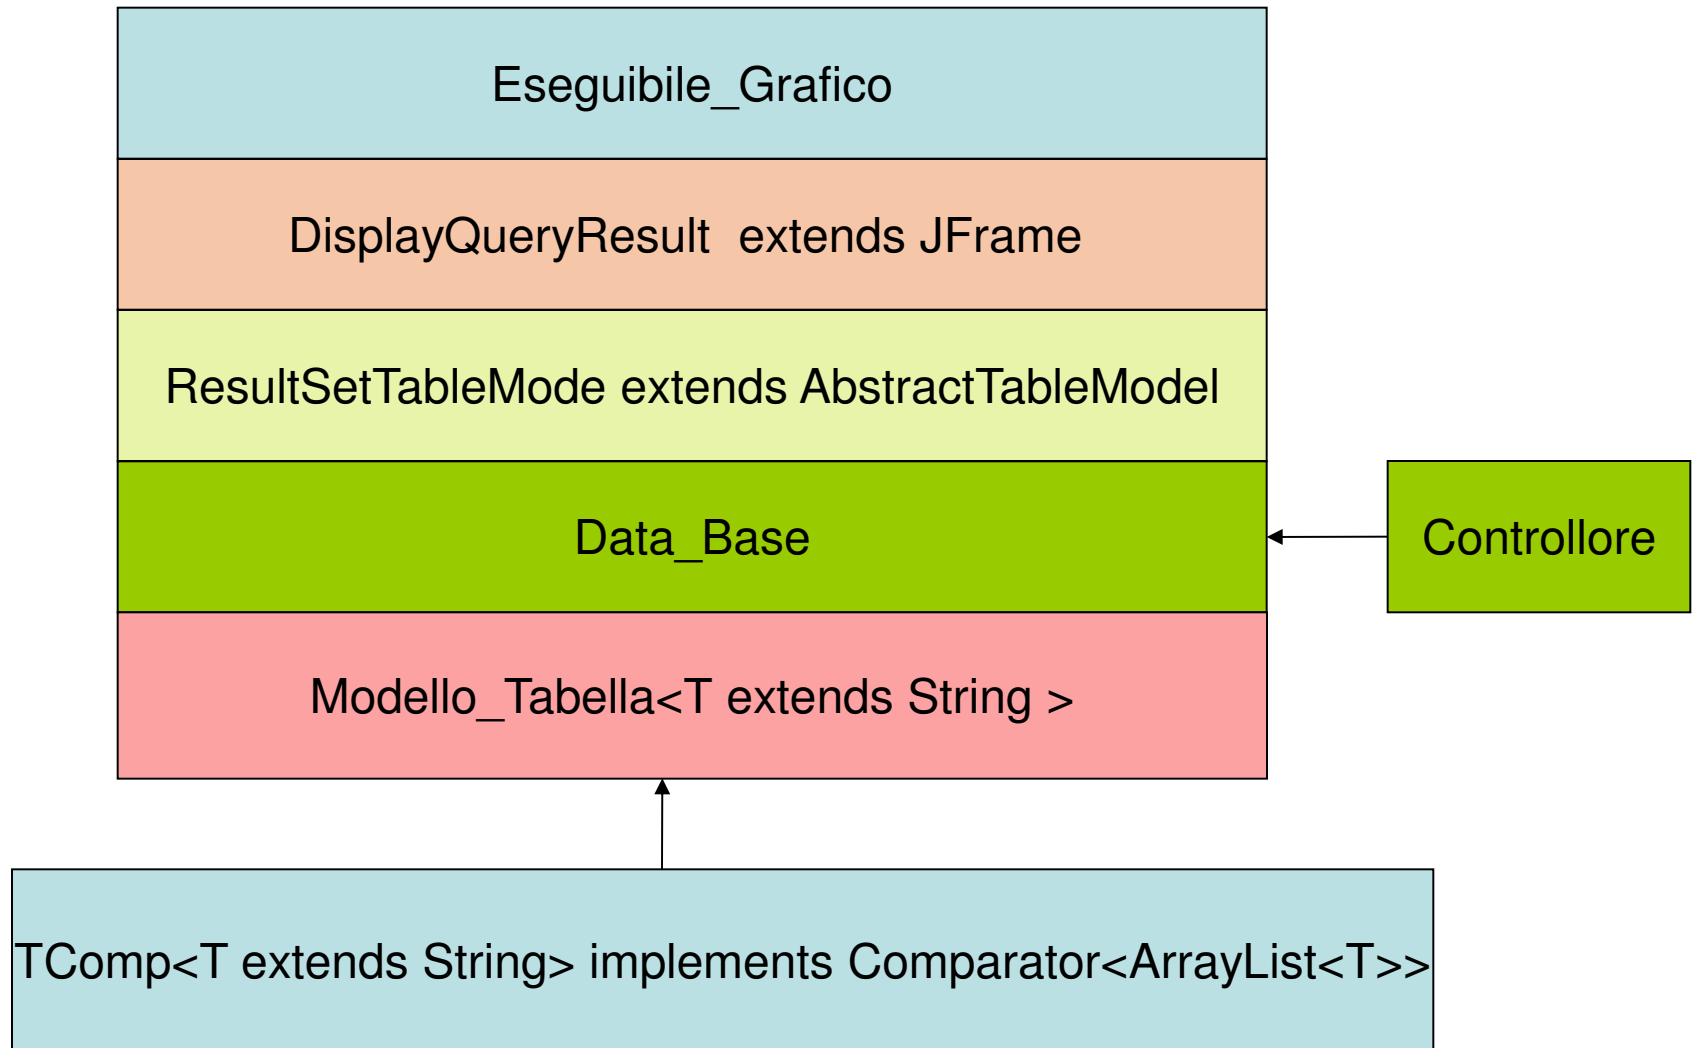 Eseguibile_Grafico
DisplayQueryResult  extends JFrame
ResultSetTableMode extends AbstractTableModel
Data_Base
Controllore
Modello_Tabella<T extends String >
TComp<T extends String> implements Comparator<ArrayList<T>>